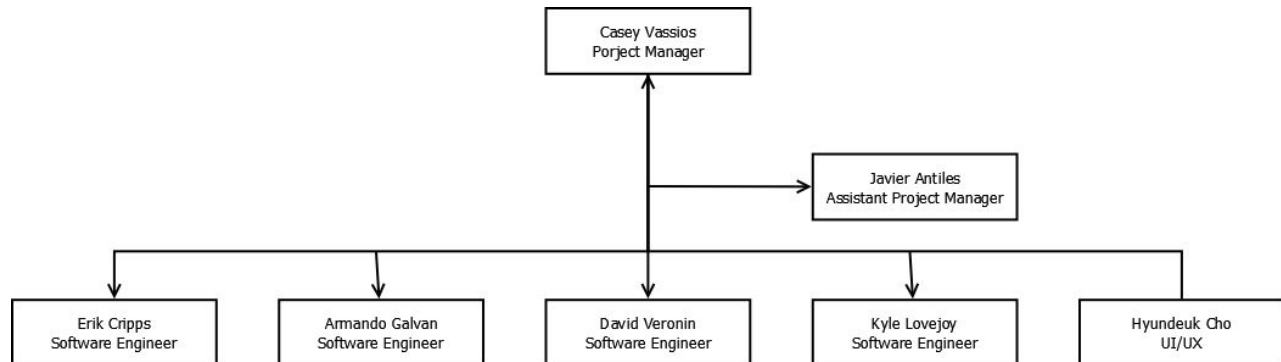 Casey Vassios
Porject Manager
Javier Antiles
Assistant Project Manager
Erik Cripps
Software Engineer
Armando Galvan
Software Engineer
David Veronin
Software Engineer
Kyle Lovejoy
Software Engineer
Hyundeuk Cho
UI/UX